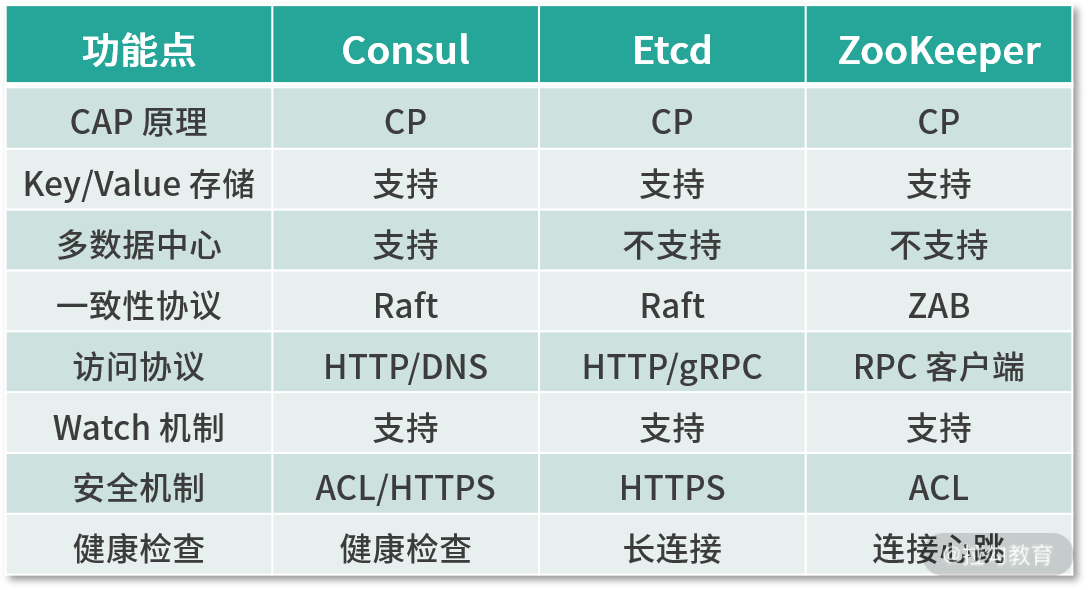 功能点 Consul Etcd ZooKeeper
CAP 原理 CP CP CP
Key/Value 存储 支持 支持 支持
多数据中心 支持 不支持 不支持
一致性协议 Raft Raft ZAB
访问协议 HTTP/DNS HTTP/gRPC RPC 客户端
Watch 机制 支持 支持 支持
安全机制 ACL/HTTPS HTTPS ACL
健康检查 健康检查 长连接 连接心跳
@拉勾教育